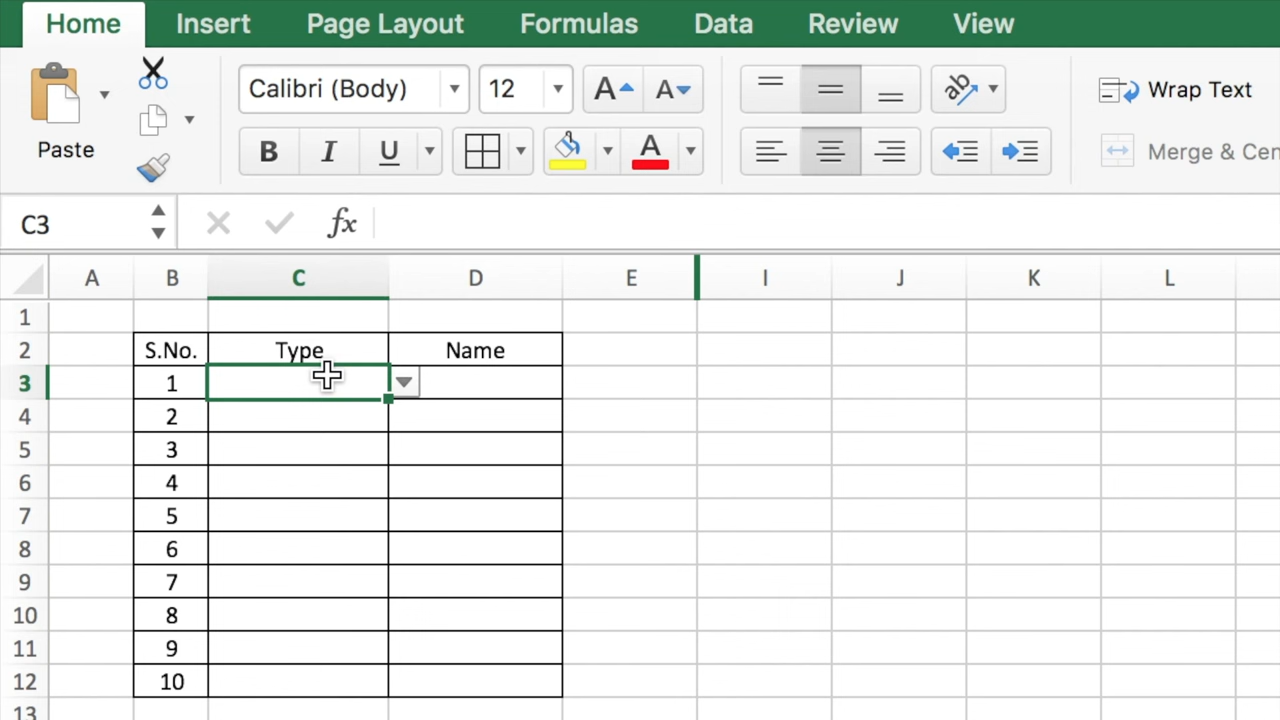 Home Insert Page Layout Formulas Data Review View
Calibri (Body) 12 A A ab Wrap Text
Paste B I U A Merge & Cen
C3 fx
A B C D E I J K L
1
2 S.No. Type Name
3 1
4 2
5 3
6 4
7 5
8 6
9 7
10 8
11 9
12 10
13